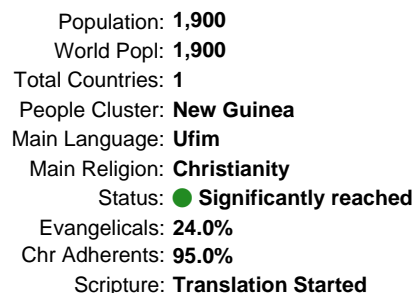 Population: 1,900
World Popl: 1,900
Total Countries: 1
People Cluster: New Guinea
Main Language: Ufim
Main Religion: Christianity
Status: Significantly reached
Evangelicals: 24.0%
Chr Adherents: 95.0%
Scripture: Translation Started